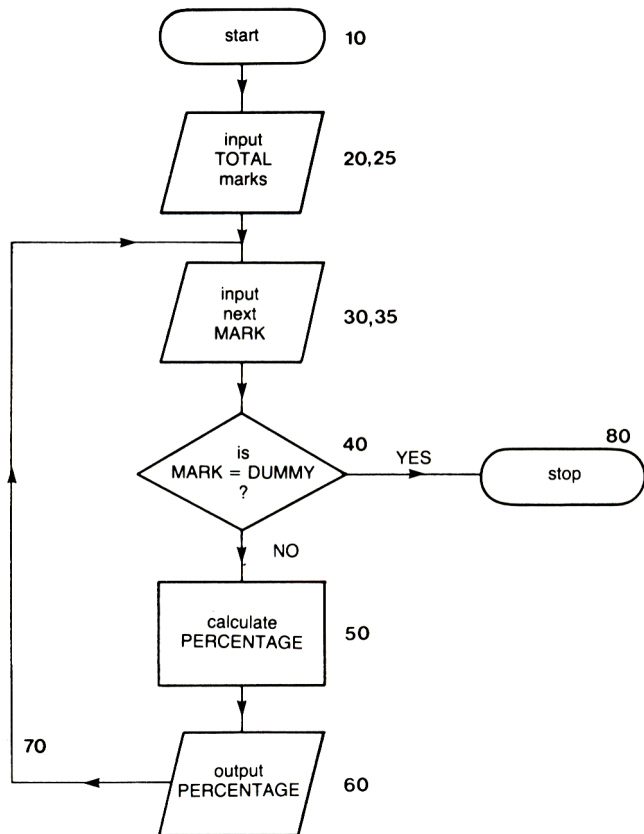 start
10
input
TOTAL
marks
20,25
input
next
MARK
30,35
is
MARK = DUMMY
?
40
YES
80
stop
NO
calculate
PERCENTAGE
50
70
output
PERCENTAGE
60